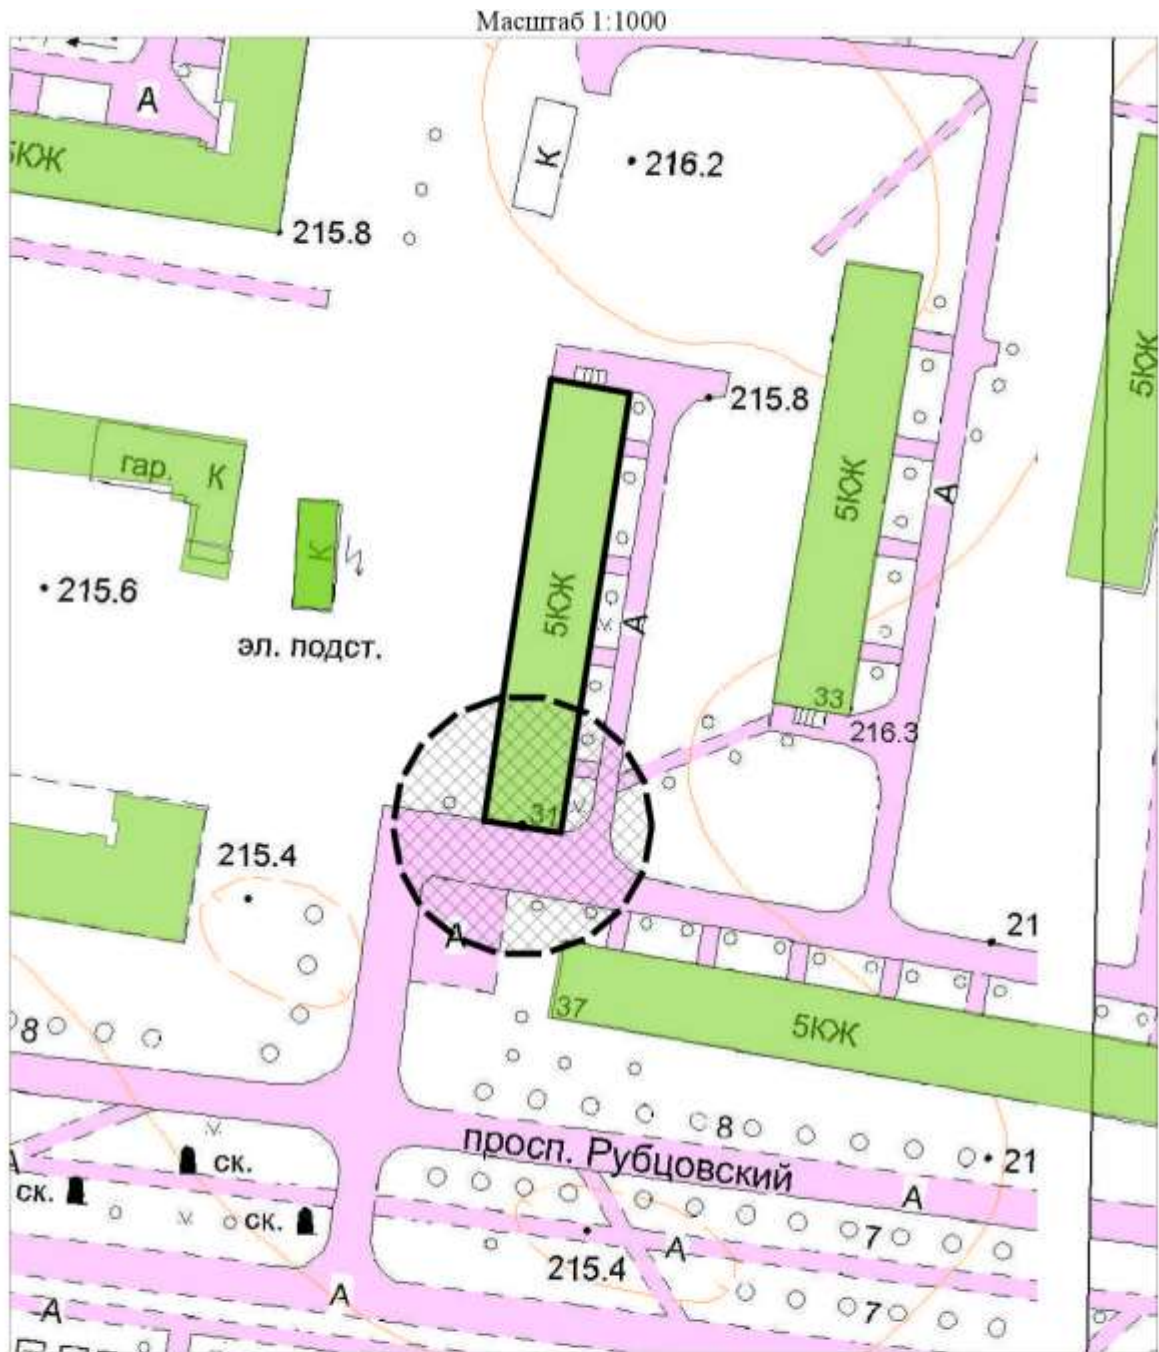 Масштаб 1:1000
А
К
216.2
5КЖ
215.8
5КЖ
215.8
гар. К
5КЖ
А
К
215.6
5КЖ
А
эл. подст.
33
216.3
31
215.4
А
21
37
5КЖ
8
8
просп. Рубцовский
21
А
ск.
ск.
А
ск.
7
А
215.4
А
7
А